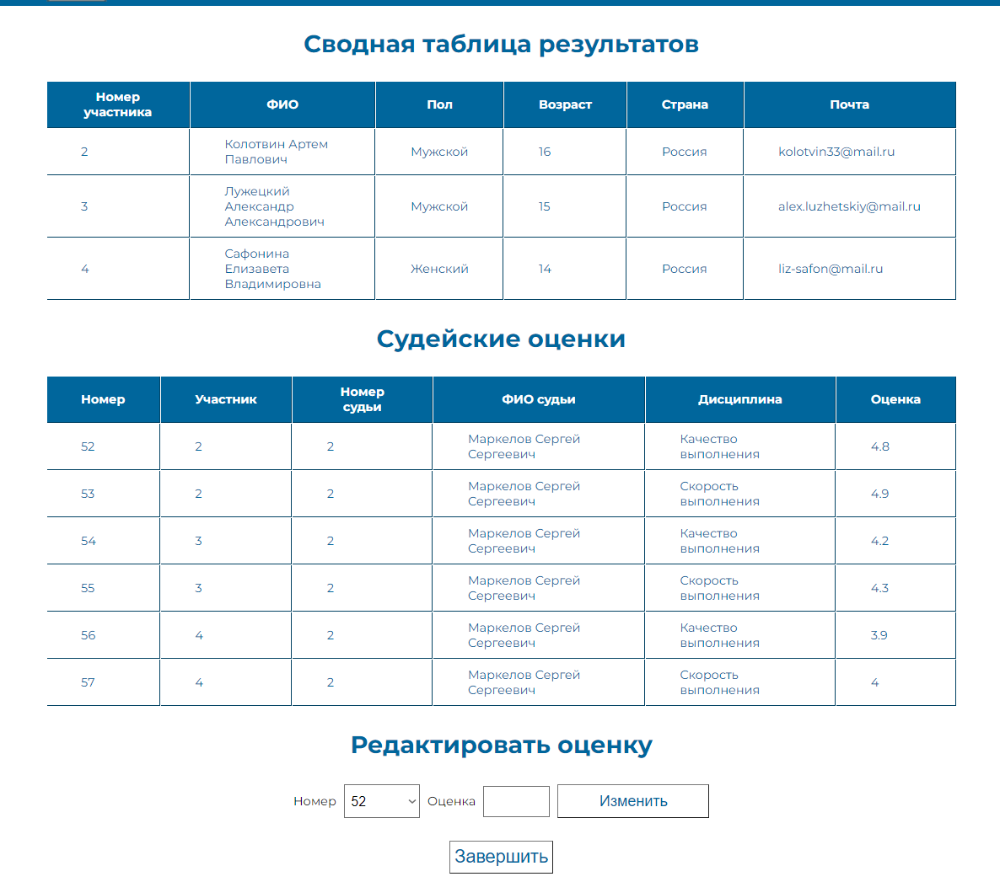 Сводная таблица результатов
Номер участника ФИО Пол Возраст Страна Почта
2 Колотвин Артем Павлович Мужской 16 Россия kolotvin33@mail.ru
3 Лужецкий Александр Александрович Мужской 15 Россия alex.luzhetskiy@mail.ru
4 Сафонина Елизавета Владимировна Женский 14 Россия liz-safon@mail.ru
Судейские оценки
Номер Участник Номер судьи ФИО судьи Дисциплина Оценка
52 2 2 Маркелов Сергей Сергеевич Качество выполнения 4.8
53 2 2 Маркелов Сергей Сергеевич Скорость выполнения 4.9
54 3 2 Маркелов Сергей Сергеевич Качество выполнения 4.2
55 3 2 Маркелов Сергей Сергеевич Скорость выполнения 4.3
56 4 2 Маркелов Сергей Сергеевич Качество выполнения 3.9
57 4 2 Маркелов Сергей Сергеевич Скорость выполнения 4
Редактировать оценку
Номер 52 Оценка Изменить
Завершить